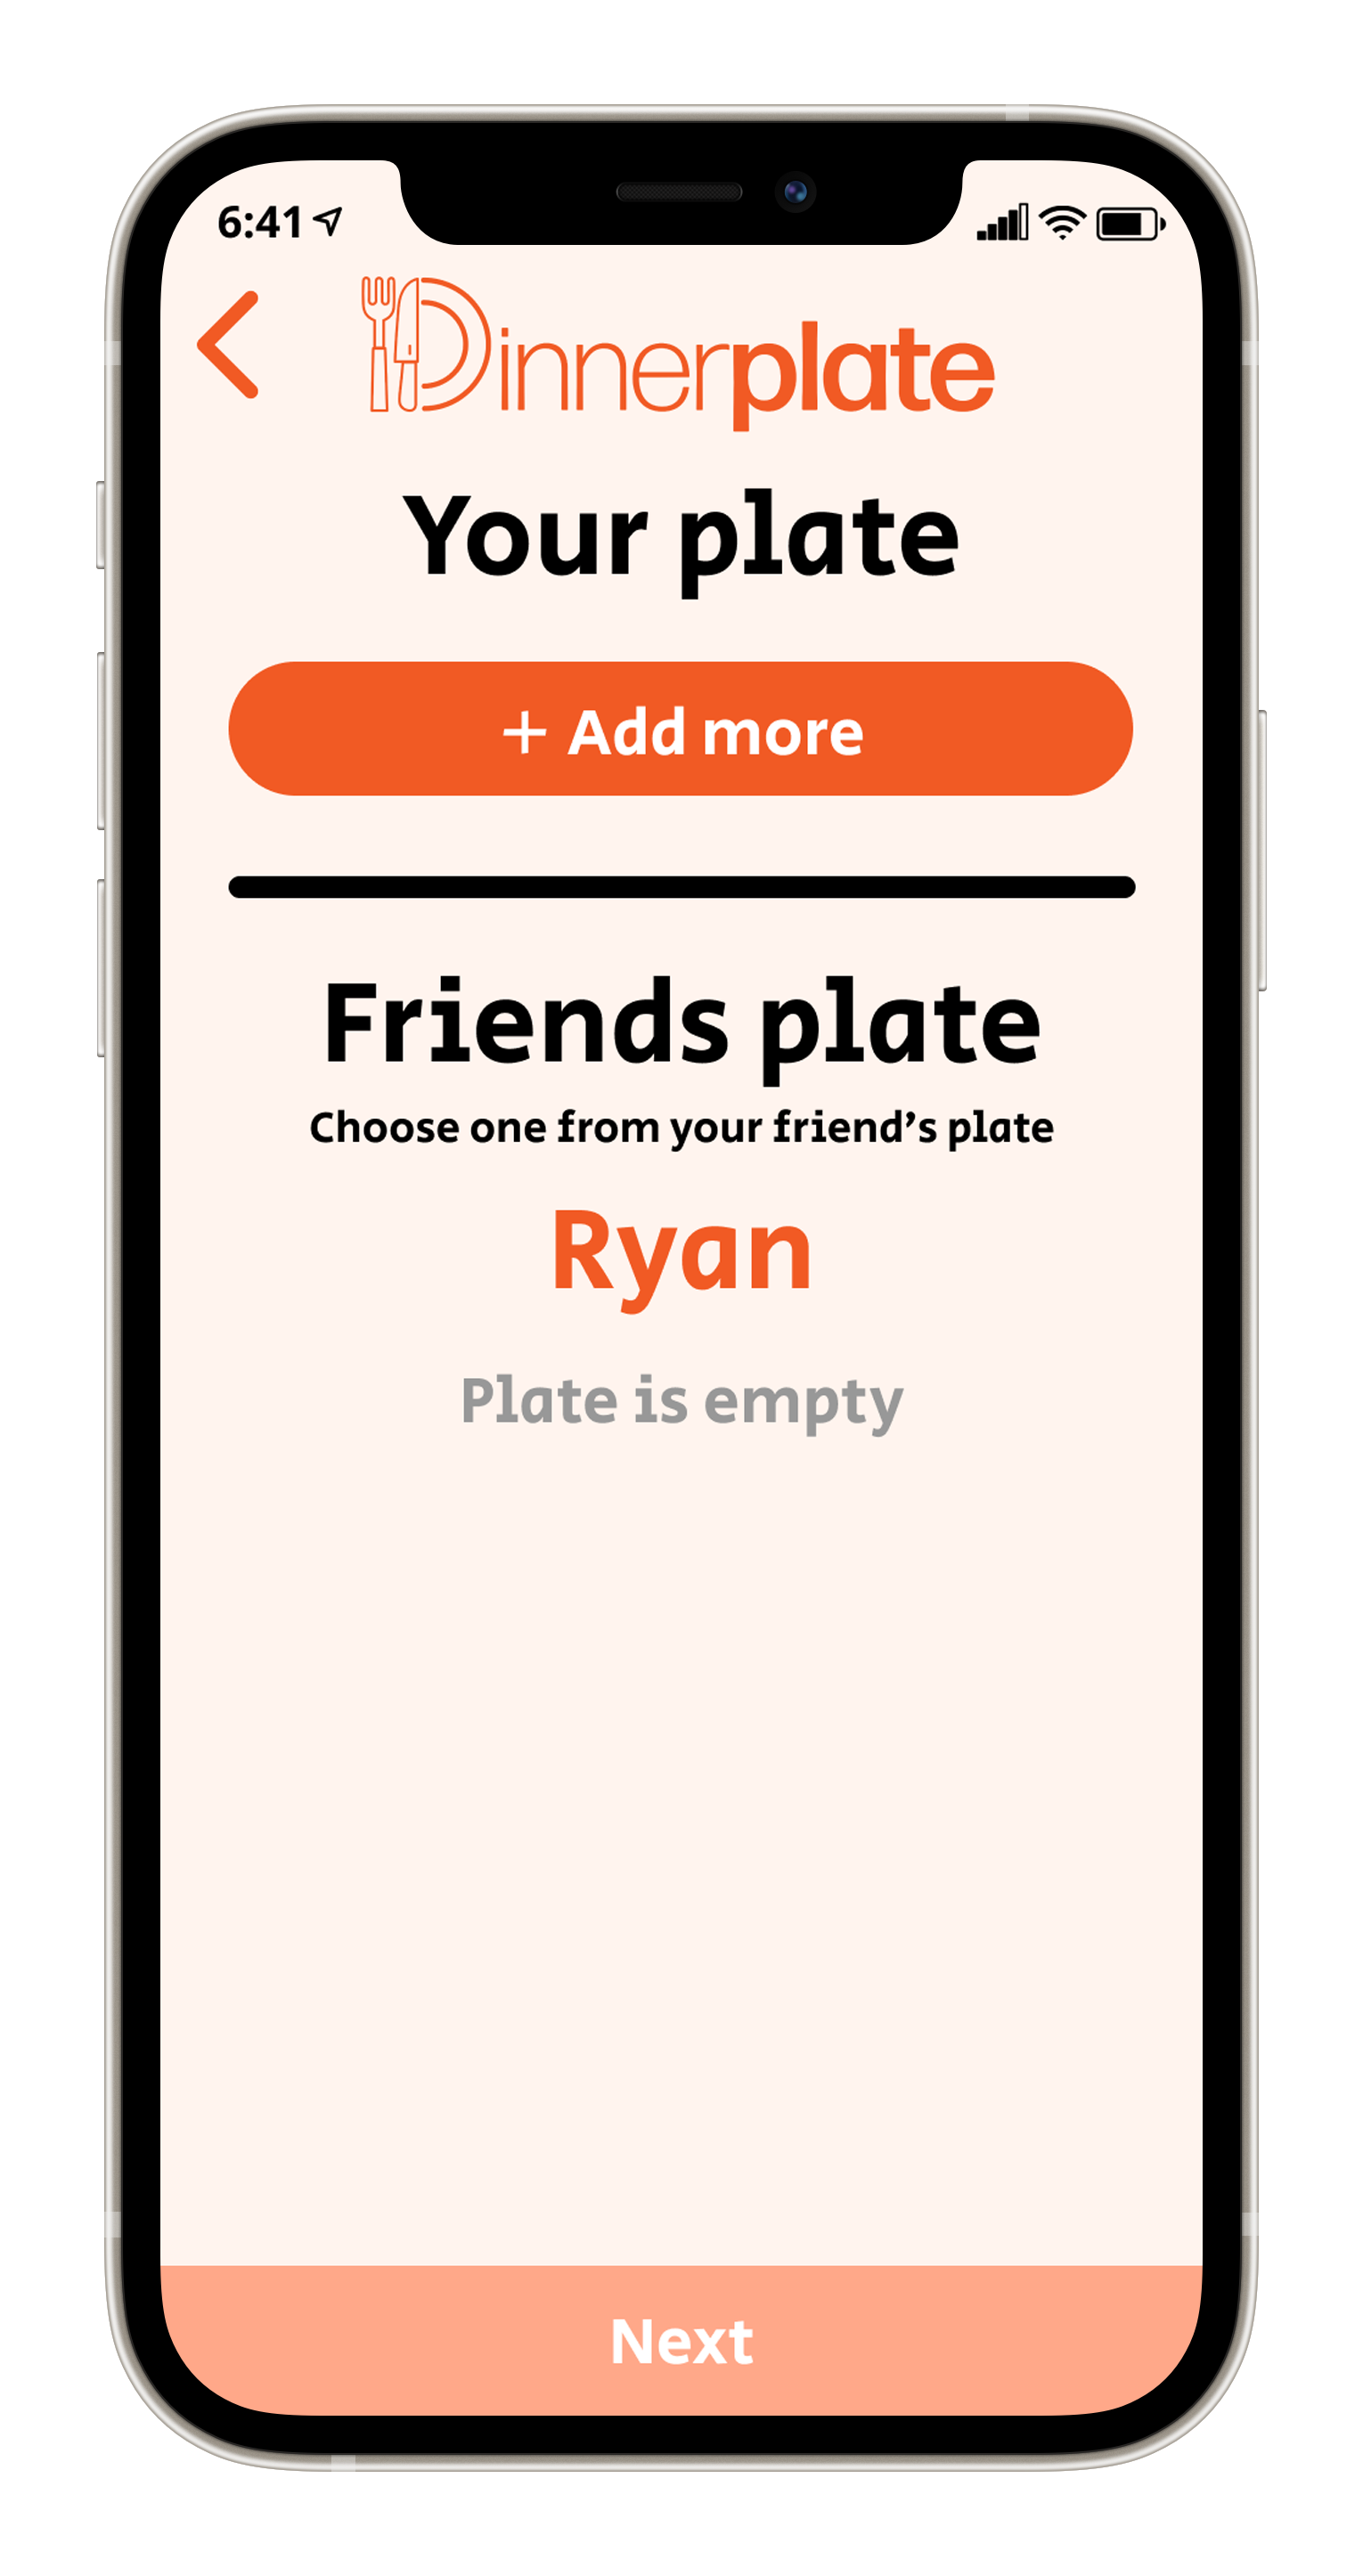 6:41
Dinnerplate
Your plate
+ Add more
Friends plate
Choose one from your friend’s plate
Ryan
Plate is empty
Next